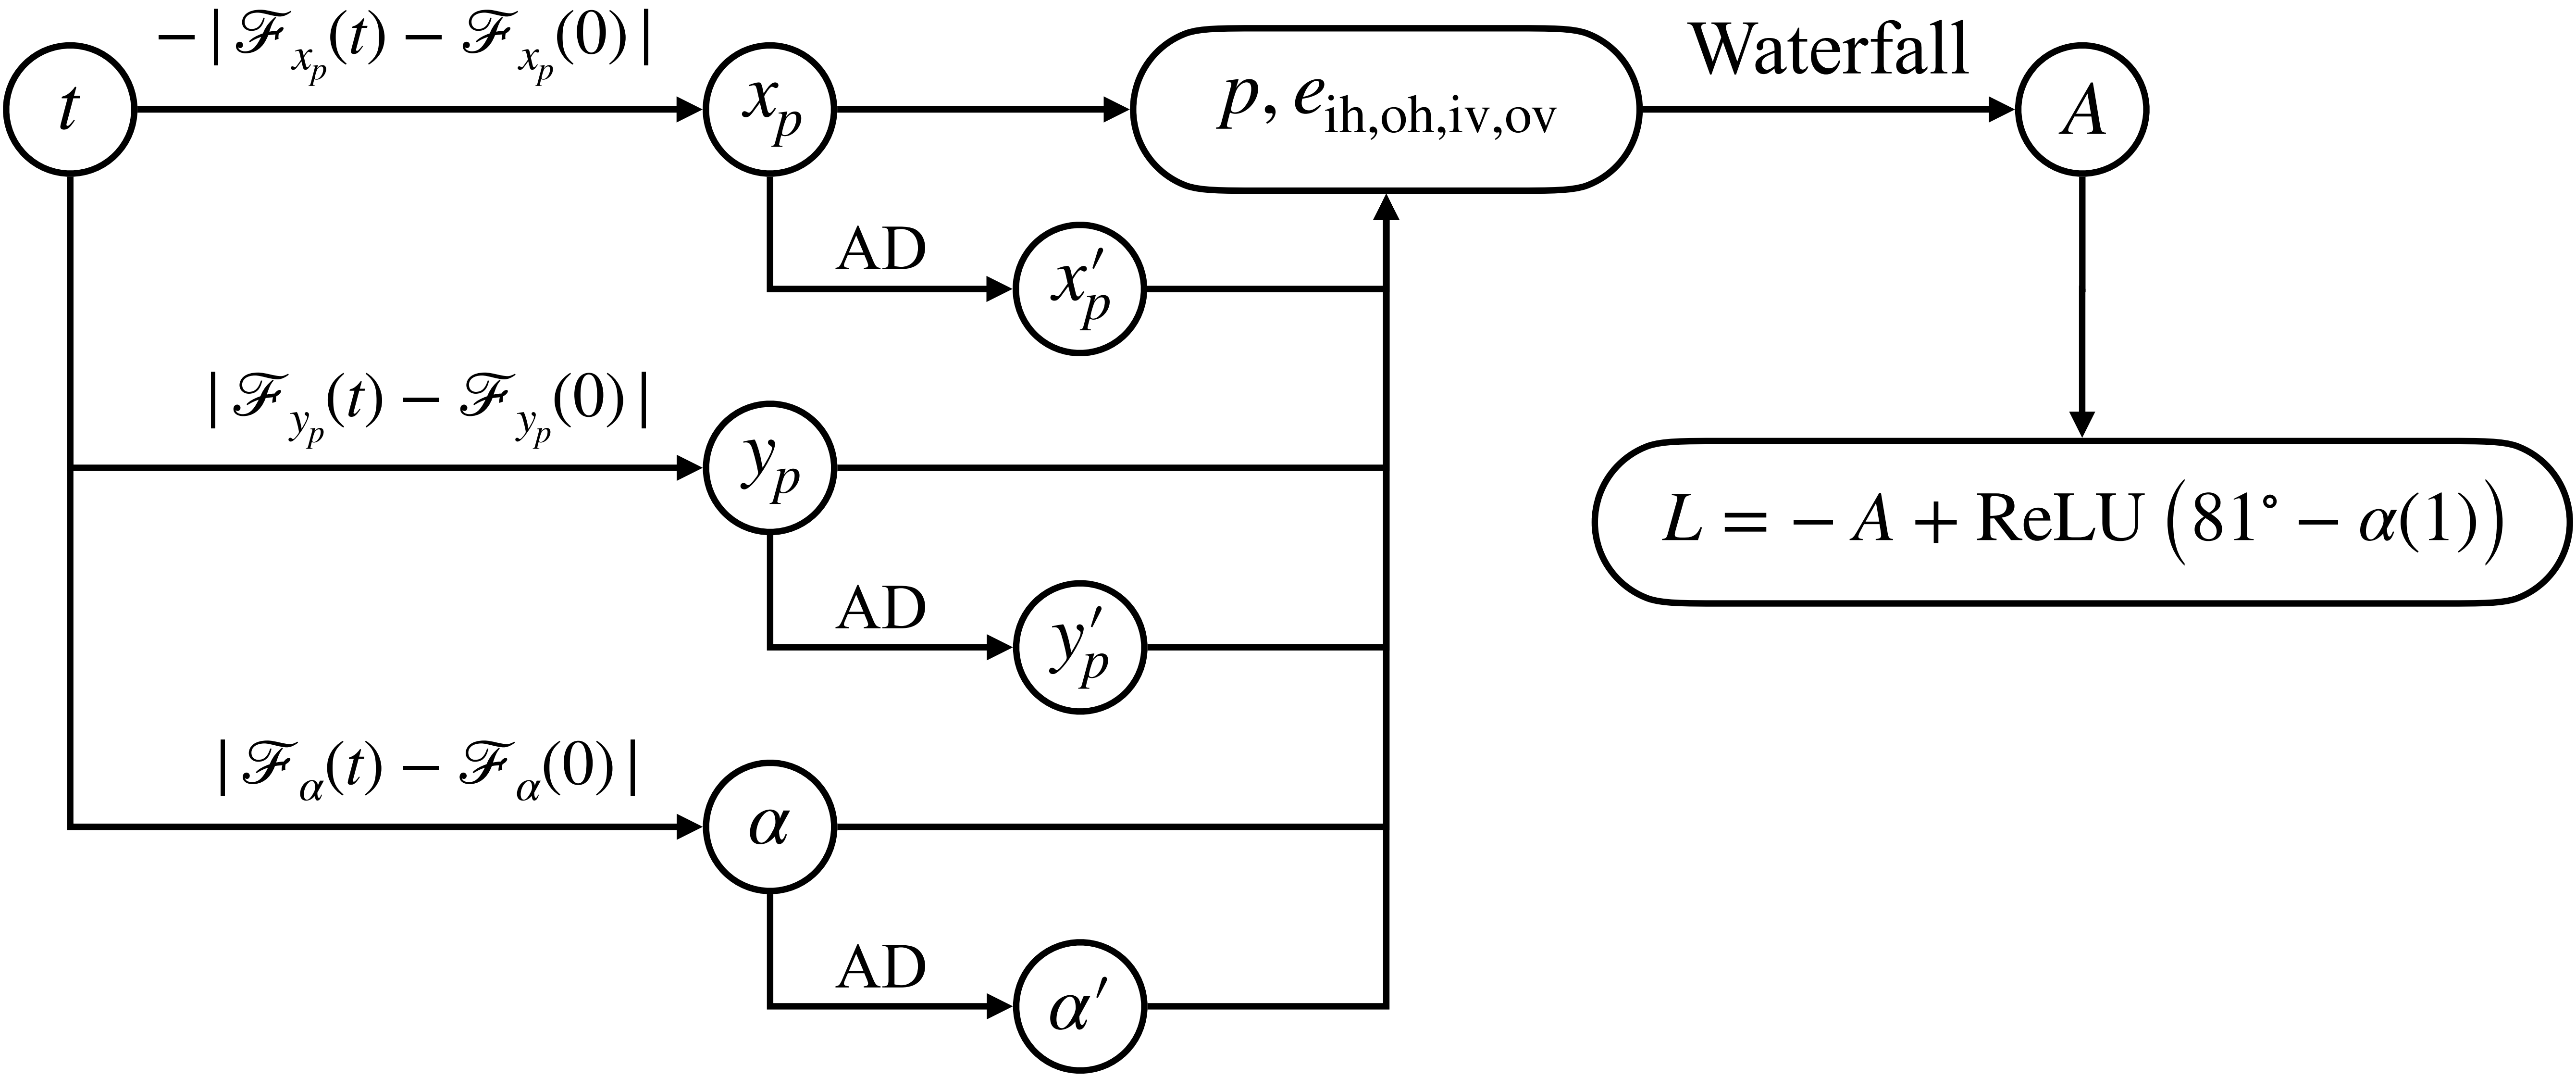 − | ℱ_{x_p}(t) − ℱ_{x_p}(0) |
Waterfall
t
x_p
p, e_{ih,oh,iv,ov}
A
AD
x′_p
| ℱ_{y_p}(t) − ℱ_{y_p}(0) |
y_p
L = − A + ReLU (81° − α(1))
AD
y′_p
| ℱ_α(t) − ℱ_α(0) |
α
AD
α′